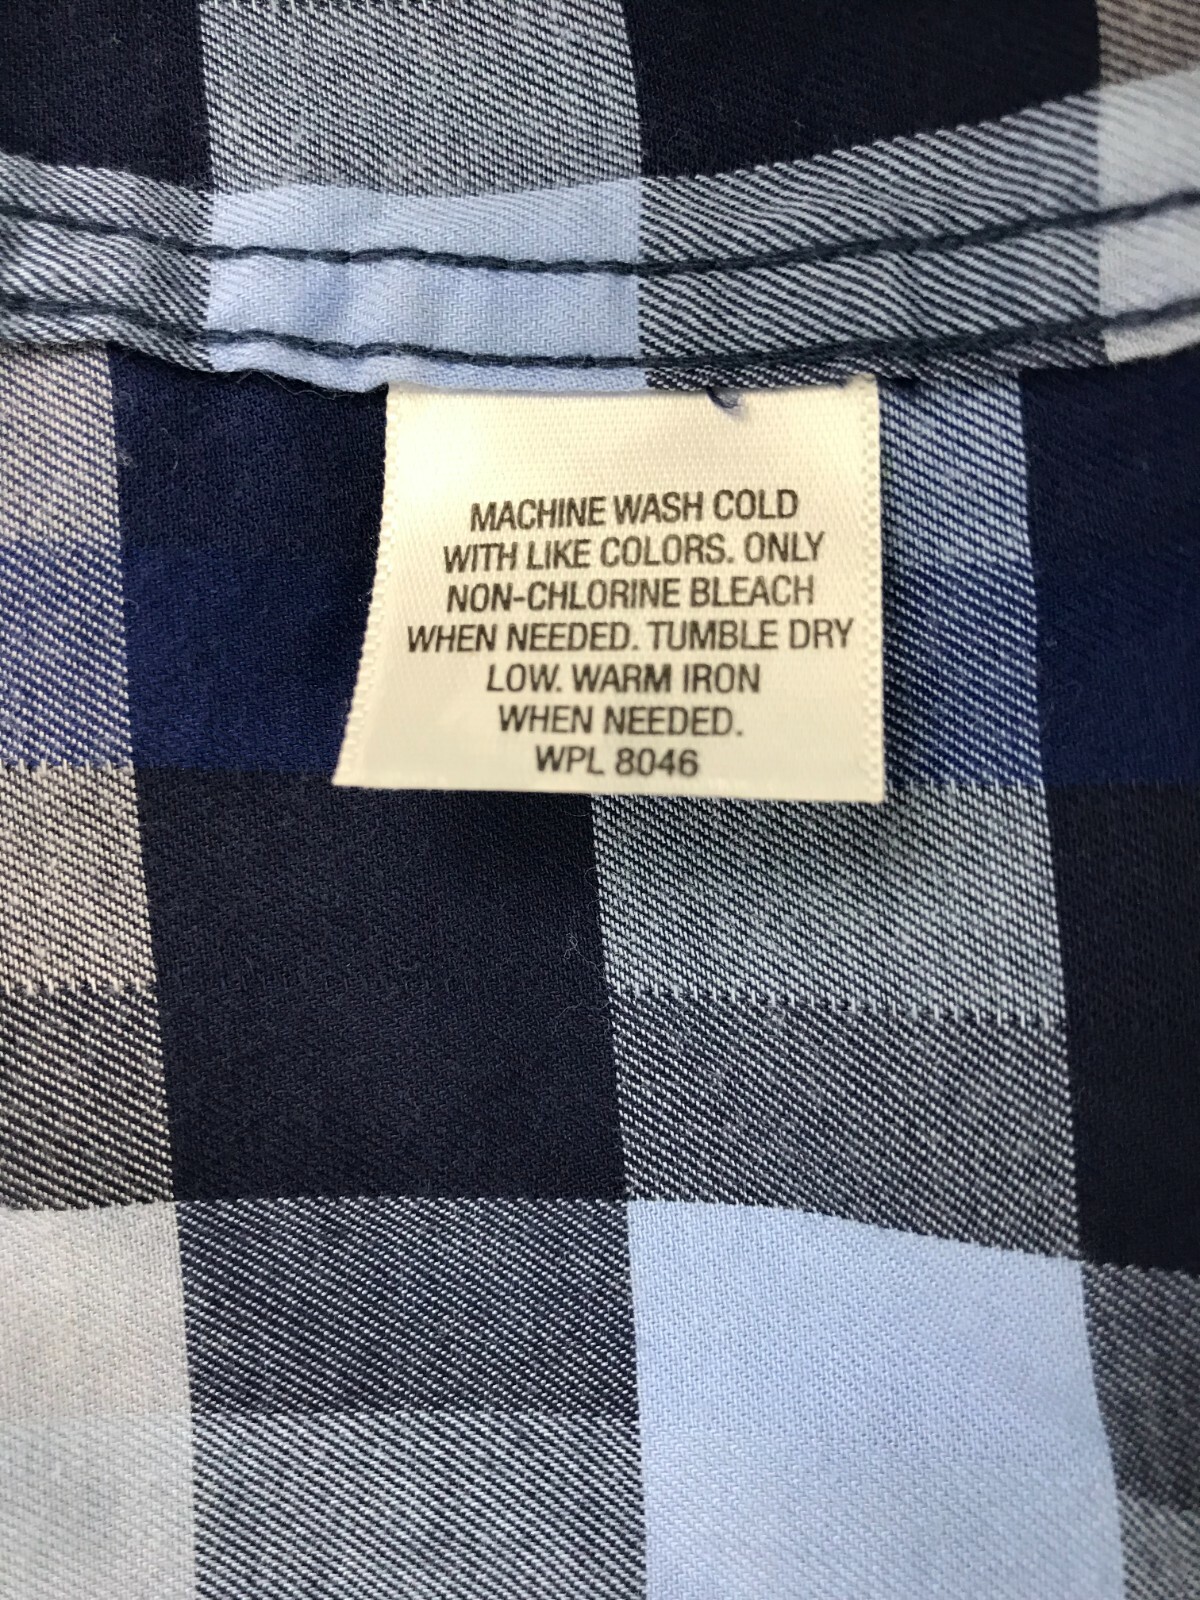 MACHINE WASH COLD
WITH LIKE COLORS. ONLY
NON-CHLORINE BLEACH
WHEN NEEDED. TUMBLE DRY
LOW. WARM IRON
WHEN NEEDED.
WPL 8046